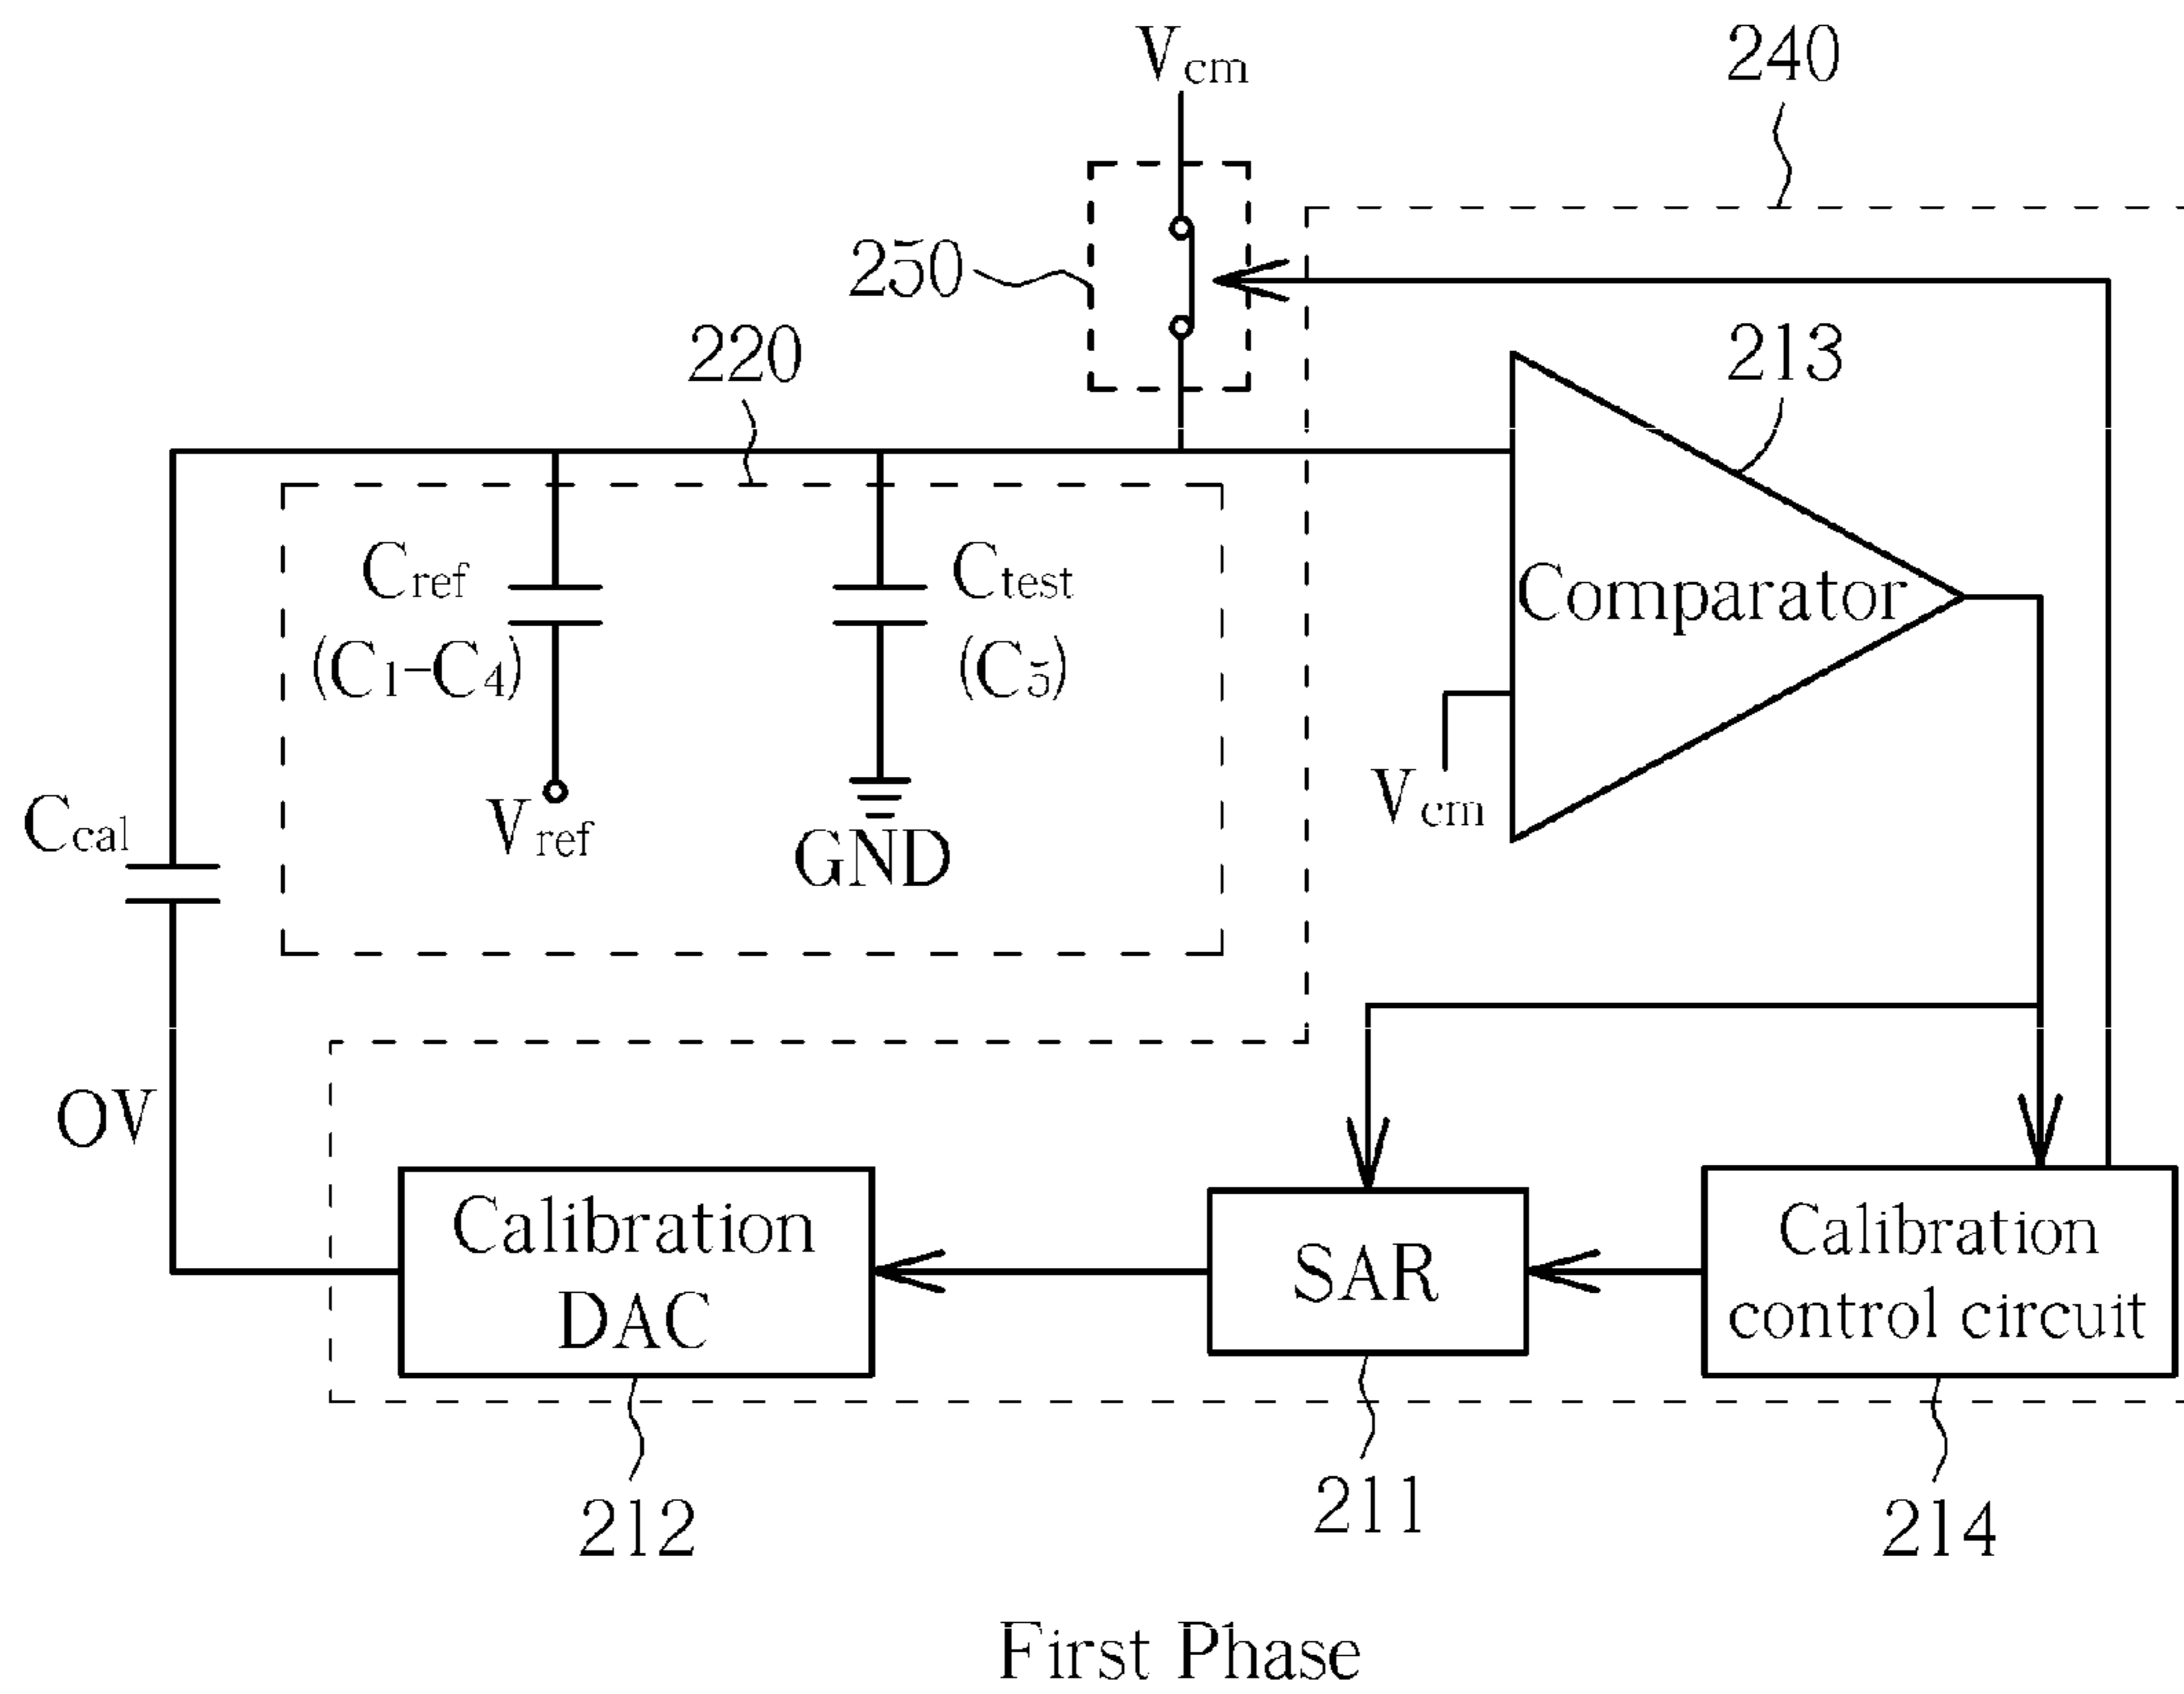 Vcm
240
250
213
220
Cref
(C1-C4)
Ctest
(C5)
Comparator
Vcm
Vref
GND
Ccal
0V
Calibration
DAC
SAR
Calibration
control circuit
212
211
214
First Phase